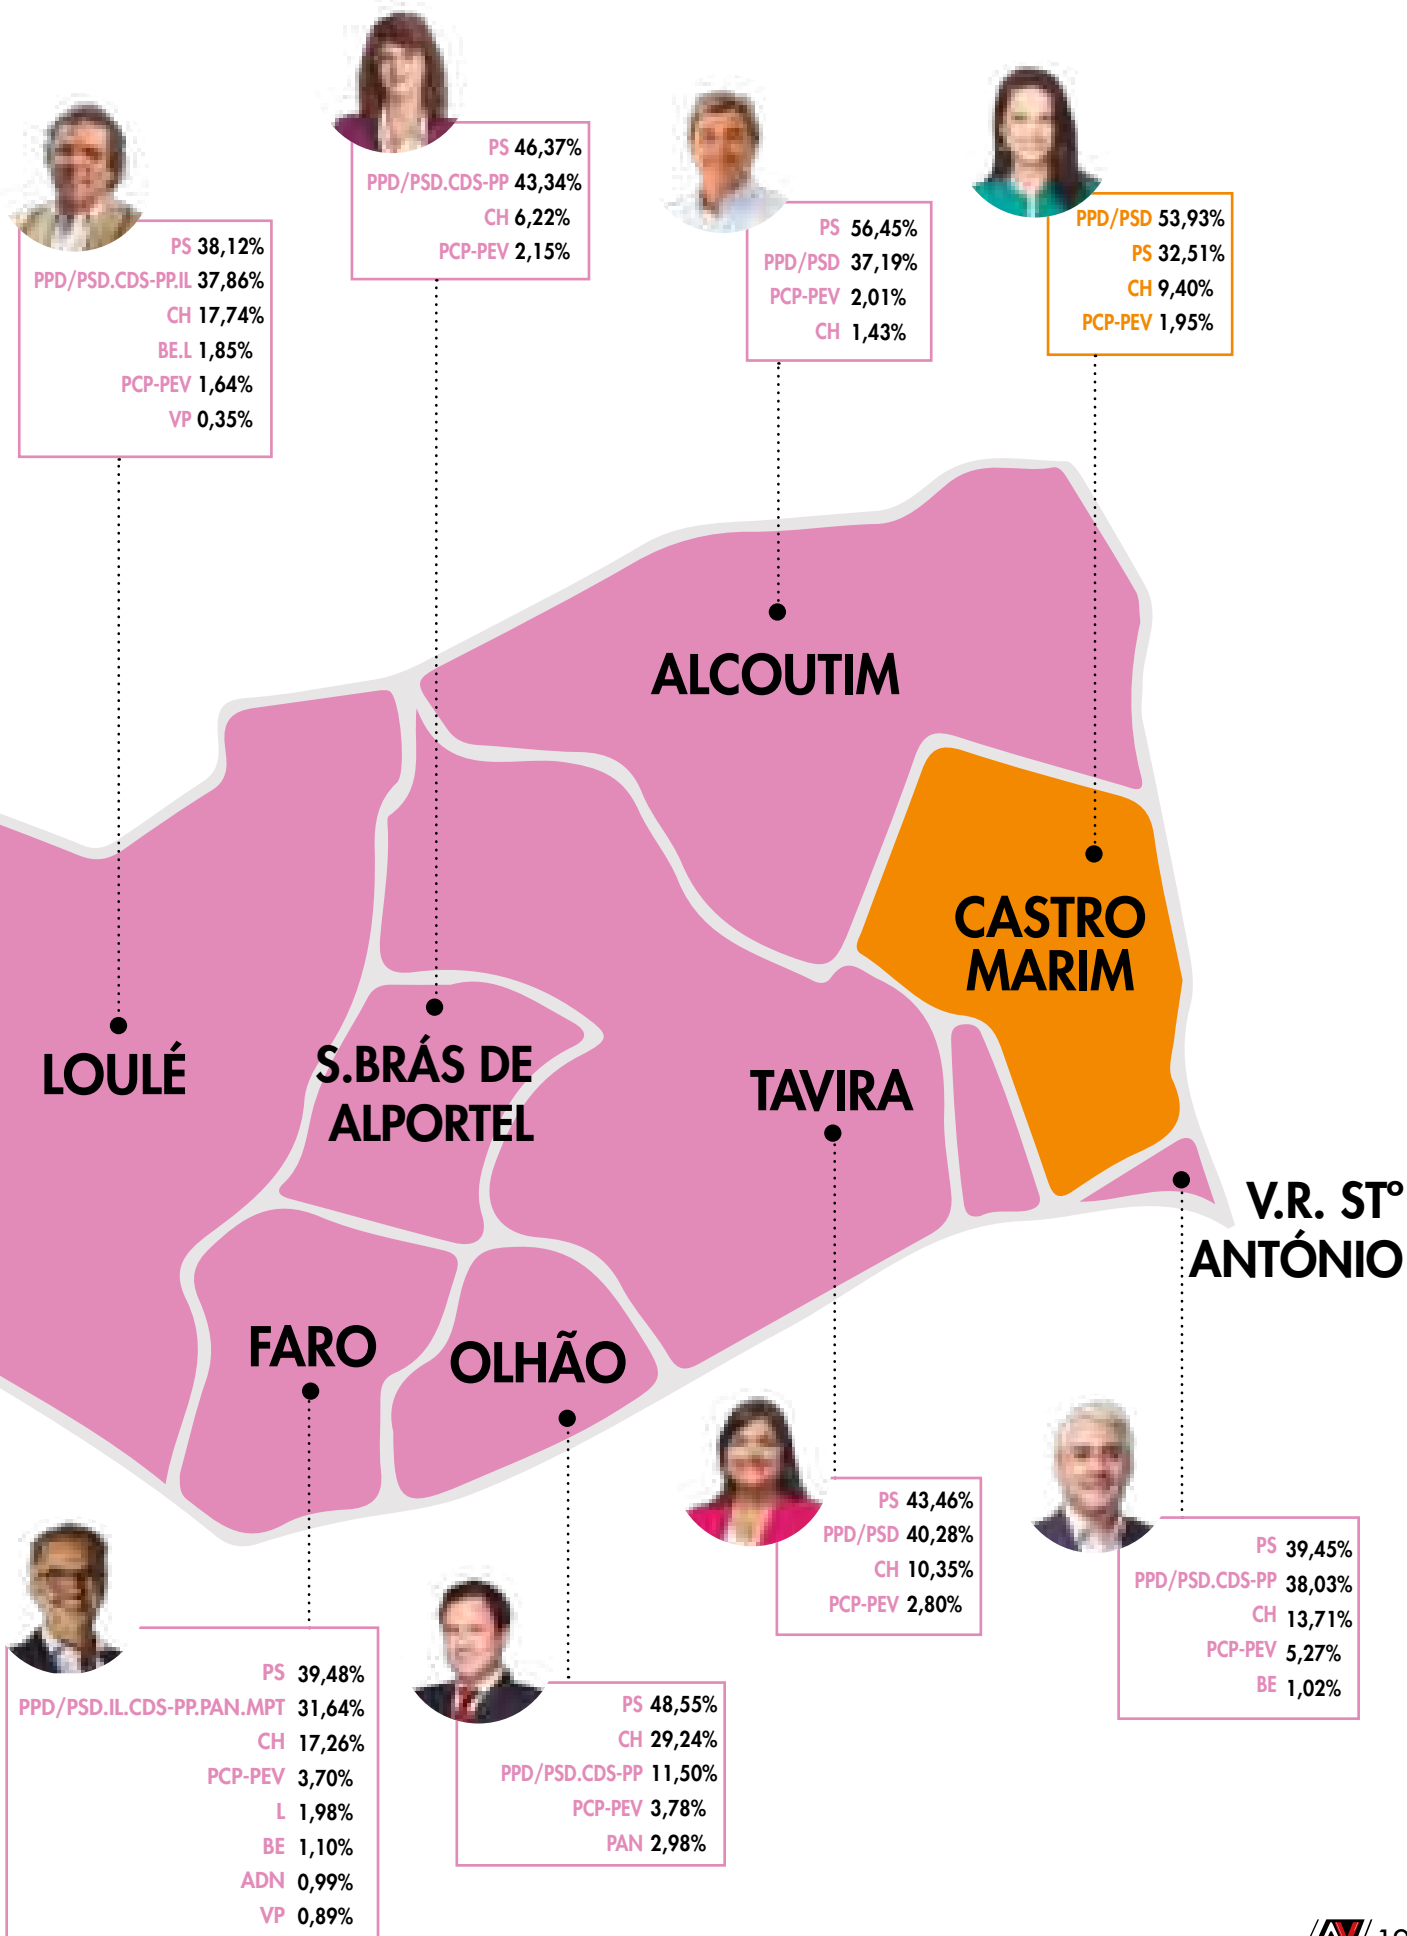 PS 46,37%
PPD/PSD.CDS-PP 43,34%
CH 6,22%
PCP-PEV 2,15%
PS 38,12%
PPD/PSD.CDS-PP.IL 37,86%
CH 17,74%
BE.L 1,85%
PCP-PEV 1,64%
VP 0,35%
PS 56,45%
PPD/PSD 37,19%
PCP-PEV 2,01%
CH 1,43%
PPD/PSD 53,93%
PS 32,51%
CH 9,40%
PCP-PEV 1,95%
ALCOUTIM
CASTRO
MARIM
LOULÉ
S.BRÁS DE
ALPORTEL
TAVIRA
V.R. STº
ANTÓNIO
FARO
OLHÃO
PS 43,46%
PPD/PSD 40,28%
CH 10,35%
PCP-PEV 2,80%
PS 39,45%
PPD/PSD.CDS-PP 38,03%
CH 13,71%
PCP-PEV 5,27%
BE 1,02%
PS 39,48%
PPD/PSD.IL.CDS-PP.PAN.MPT 31,64%
CH 17,26%
PCP-PEV 3,70%
L 1,98%
BE 1,10%
ADN 0,99%
VP 0,89%
PS 48,55%
CH 29,24%
PPD/PSD.CDS-PP 11,50%
PCP-PEV 3,78%
PAN 2,98%